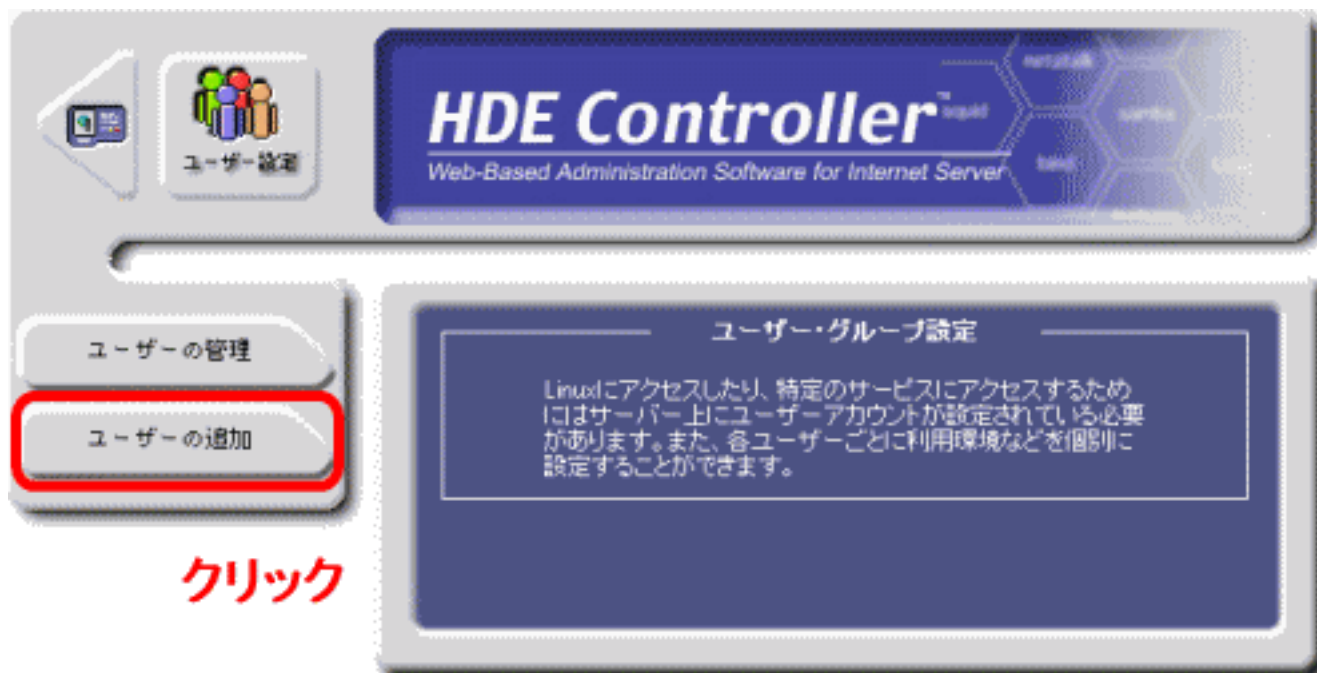 ユーザー設定
HDE Controller™
Web-Based Administration Software for Internet Server
netatalk
squid
samba
ユーザーの管理
ユーザーの追加
クリック
ユーザー・グループ設定
Linuxにアクセスしたり、特定のサービスにアクセスするため
にはサーバー上にユーザーアカウントが設定されている必要
があります。また、各ユーザーごとに利用環境などを個別に
設定することができます。